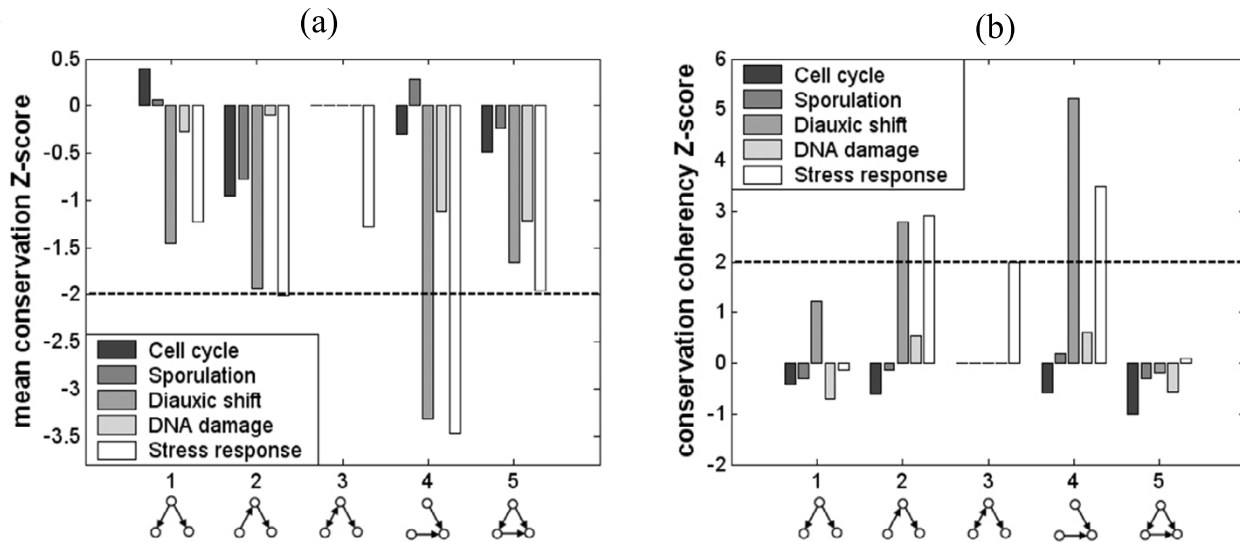 (a)
mean conservation Z-score
0.5
0
-0.5
-1
-1.5
-2
-2.5
-3
-3.5
Cell cycle
Sporulation
Diauxic shift
DNA damage
Stress response
1 2 3 4 5
(b)
conservation coherency Z-score
6
5
4
3
2
1
0
-1
-2
Cell cycle
Sporulation
Diauxic shift
DNA damage
Stress response
1 2 3 4 5